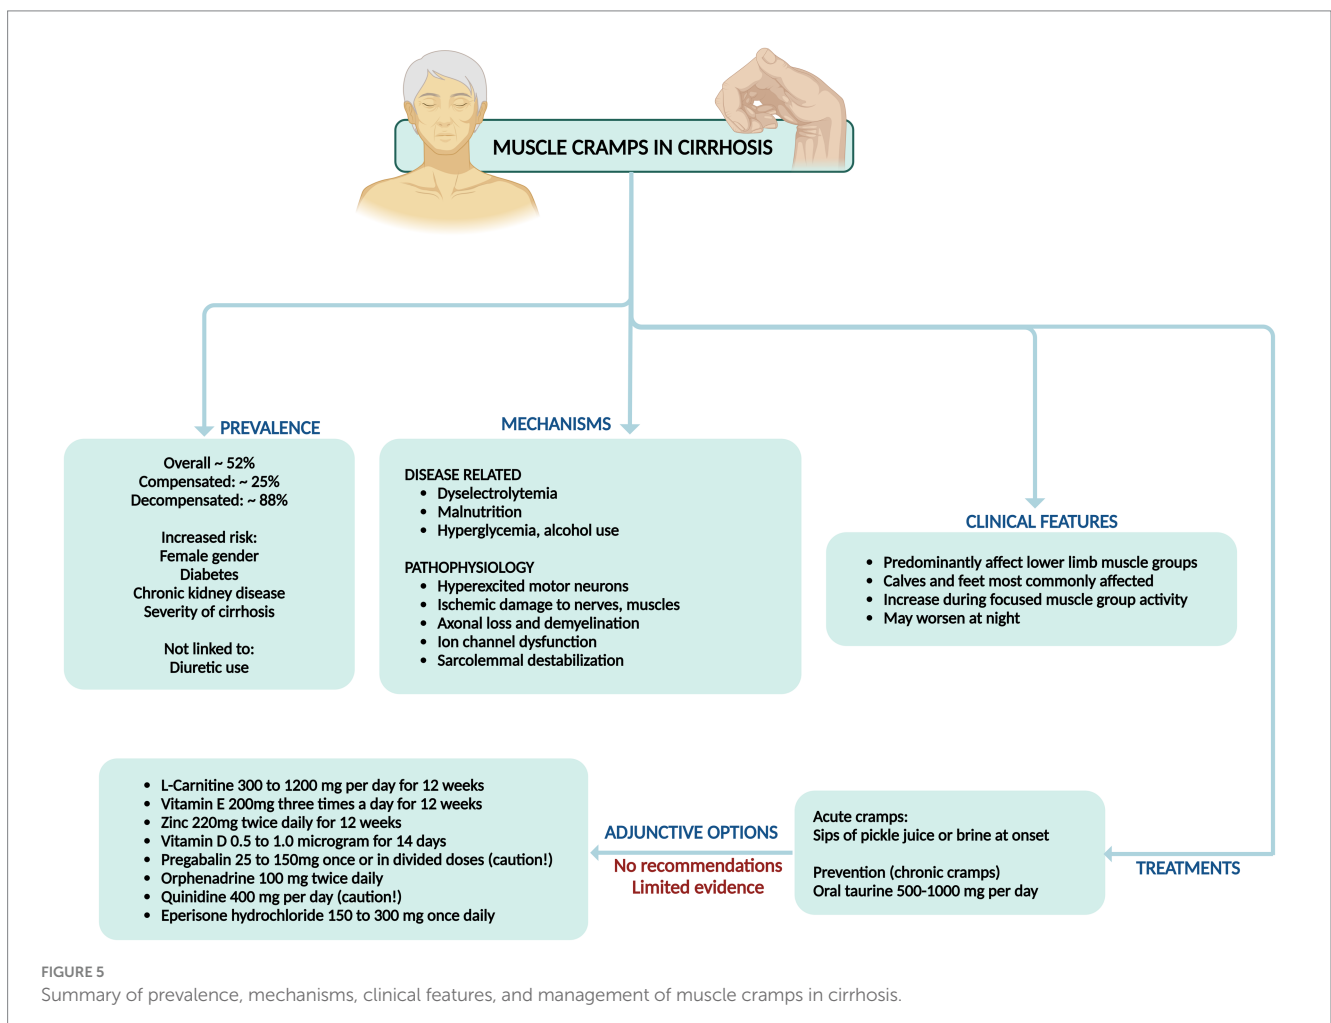 MUSCLE CRAMPS IN CIRRHOSIS
PREVALENCE
Overall ~ 52%
Compensated: ~ 25%
Decompensated: ~ 88%
Increased risk:
Female gender
Diabetes
Chronic kidney disease
Severity of cirrhosis
Not linked to:
Diuretic use
MECHANISMS
DISEASE RELATED
• Dyselectrolytemia
• Malnutrition
• Hyperglycemia, alcohol use
PATHOPHYSIOLOGY
• Hyperexcited motor neurons
• Ischemic damage to nerves, muscles
• Axonal loss and demyelination
• Ion channel dysfunction
• Sarcolemmal destabilization
CLINICAL FEATURES
• Predominantly affect lower limb muscle groups
• Calves and feet most commonly affected
• Increase during focused muscle group activity
• May worsen at night
TREATMENTS
Acute cramps:
Sips of pickle juice or brine at onset
Prevention (chronic cramps)
Oral taurine 500-1000 mg per day
ADJUNCTIVE OPTIONS
No recommendations
Limited evidence
• L-Carnitine 300 to 1200 mg per day for 12 weeks
• Vitamin E 200mg three times a day for 12 weeks
• Zinc 220mg twice daily for 12 weeks
• Vitamin D 0.5 to 1.0 microgram for 14 days
• Pregabalin 25 to 150mg once or in divided doses (caution!)
• Orphenadrine 100 mg twice daily
• Quinidine 400 mg per day (caution!)
• Eperisone hydrochloride 150 to 300 mg once daily
FIGURE 5
Summary of prevalence, mechanisms, clinical features, and management of muscle cramps in cirrhosis.